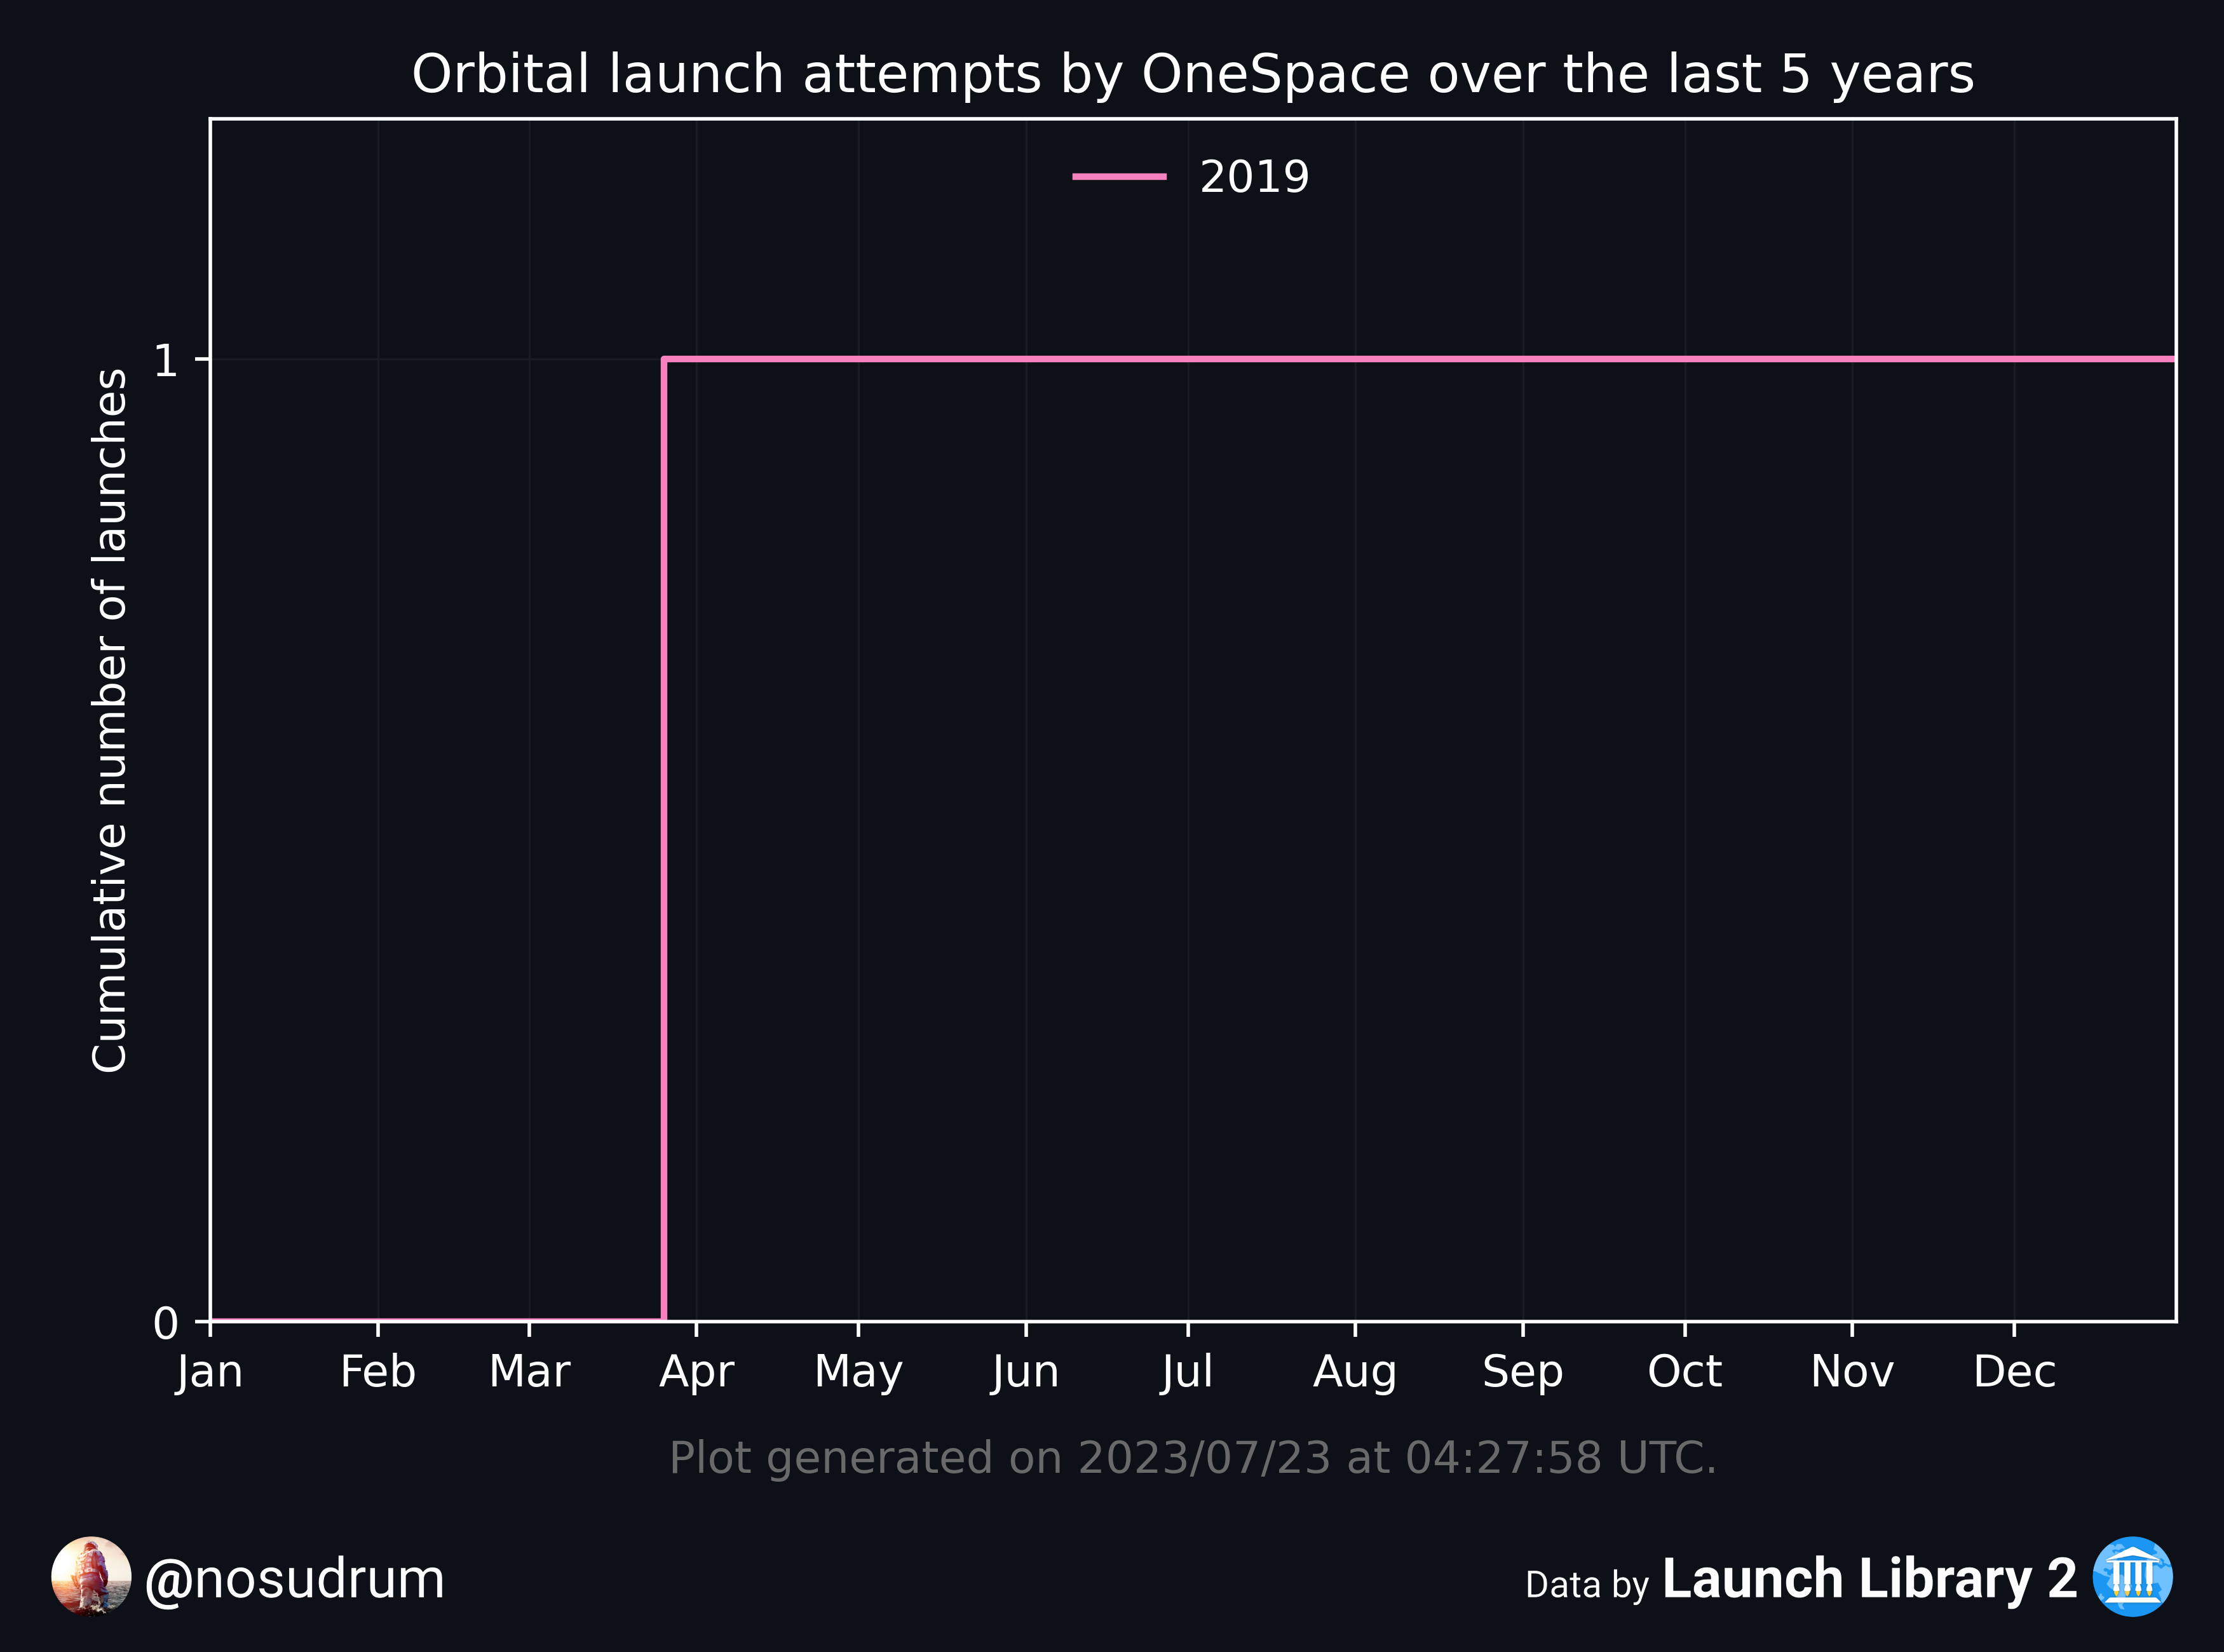 Orbital launch attempts by OneSpace over the last 5 years
2019
Cumulative number of launches
1
0
Jan Feb Mar Apr May Jun Jul Aug Sep Oct Nov Dec
Plot generated on 2023/07/23 at 04:27:58 UTC.
@nosudrum
Data by Launch Library 2